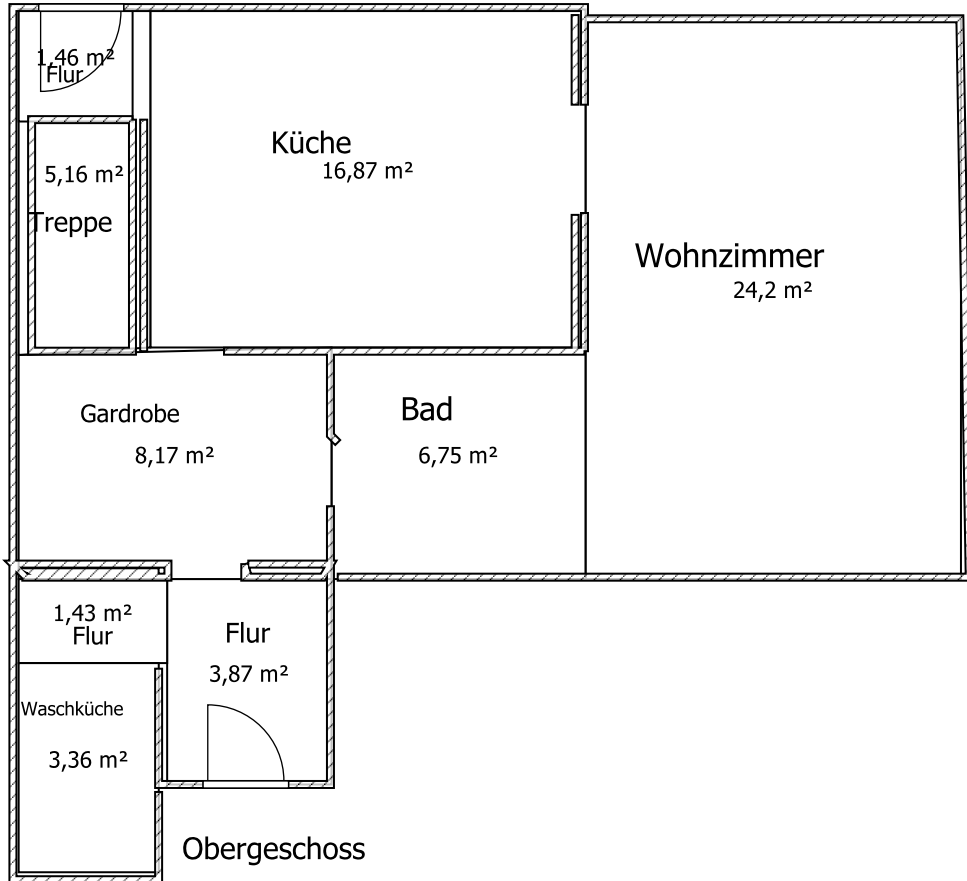 1,46 m²
Flur
Küche
16,87 m²
5,16 m²
Treppe
Wohnzimmer
24,2 m²
Gardrobe
8,17 m²
Bad
6,75 m²
1,43 m²
Flur
Flur
3,87 m²
Waschküche
3,36 m²
Obergeschoss